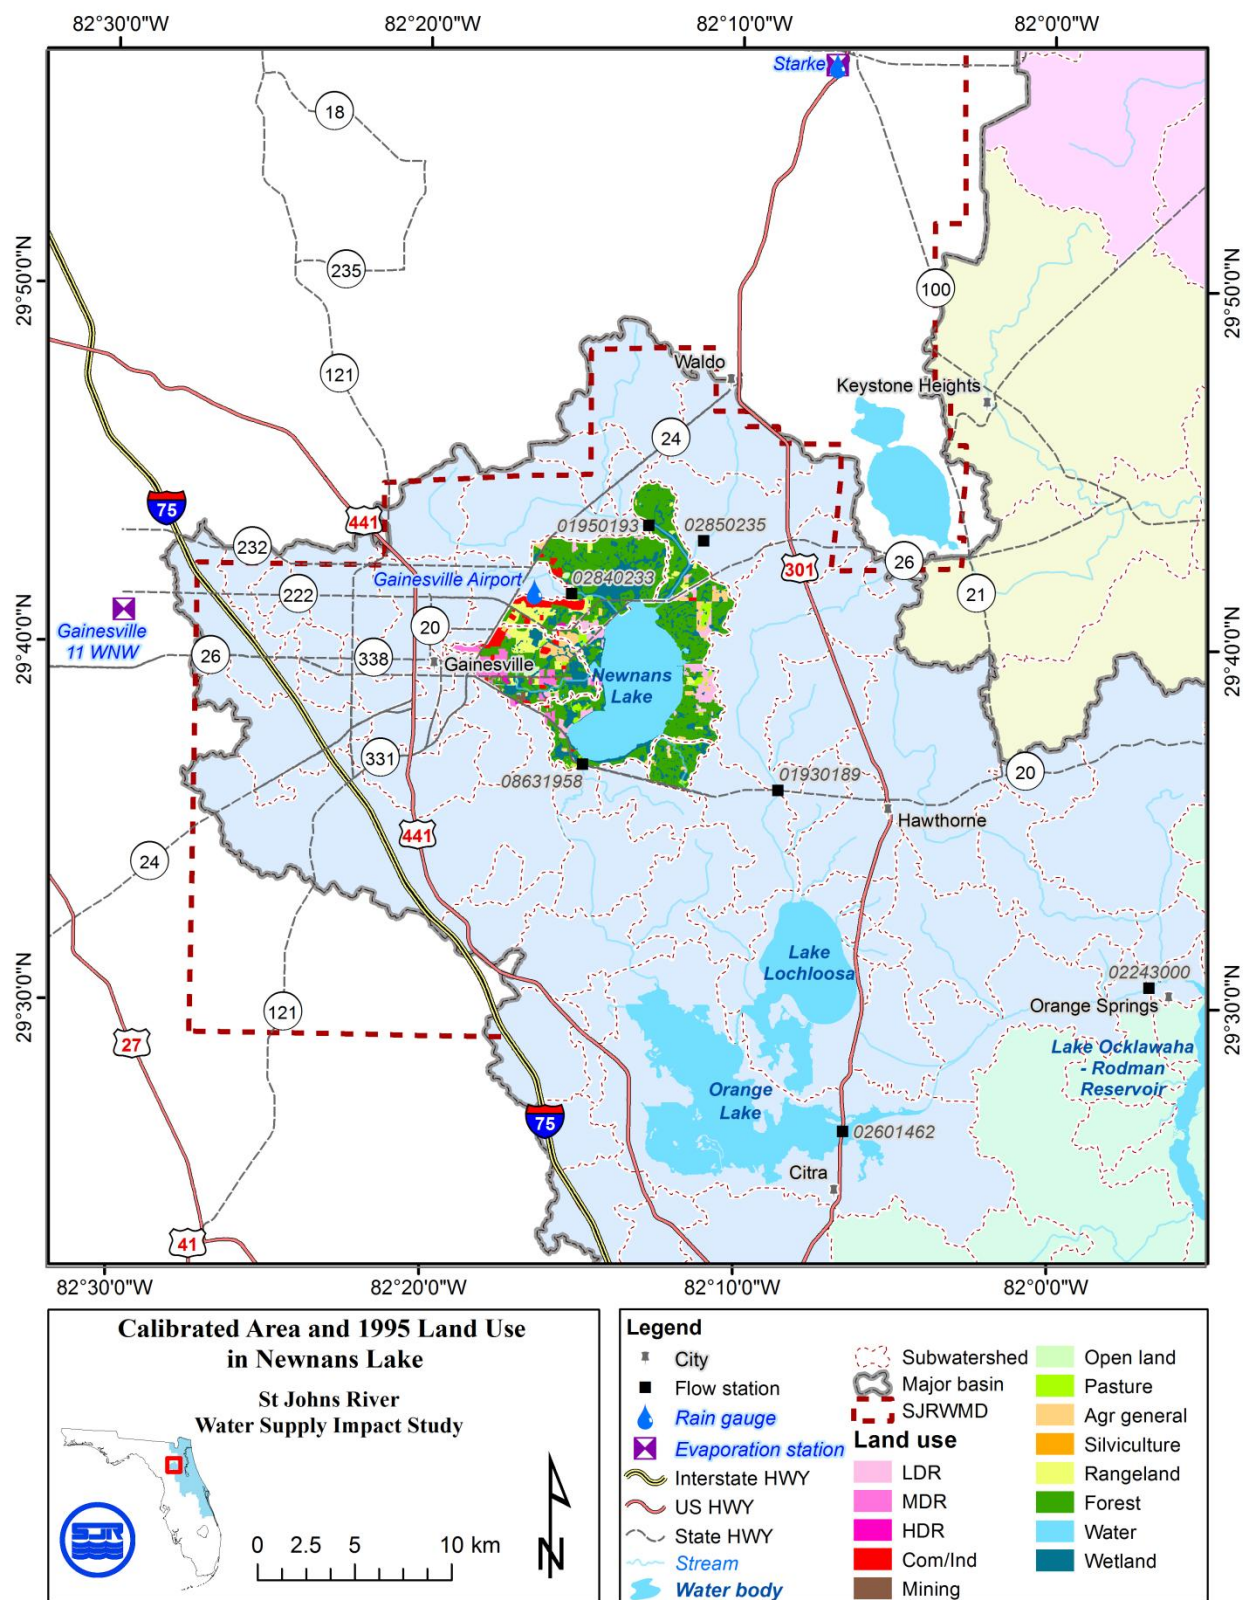 82°30'0"W 82°20'0"W 82°10'0"W 82°0'0"W
Starke
18
235
29°50'0"N
100
29°50'0"N
121
Waldo
Keystone Heights
24
75
441
01950193
02850235
232
301
26
Gainesville Airport
02840233
222
21
Gainesville
11 WNW
20
29°40'0"N
26
338
Gainesville
Newnans
Lake
29°40'0"N
331
08631958
01930189
20
Hawthorne
441
24
Lake
Lochloosa
02243000
Orange Springs
29°30'0"N
121
29°30'0"N
27
Lake Ocklawaha
- Rodman
Reservoir
Orange
Lake
75
02601462
Citra
41
82°30'0"W 82°20'0"W 82°10'0"W 82°0'0"W
Calibrated Area and 1995 Land Use
in Newnans Lake
St Johns River
Water Supply Impact Study
SJR
0 2.5 5 10 km
N
Legend
City
Flow station
Rain gauge
Evaporation station
Interstate HWY
US HWY
State HWY
Stream
Water body
Subwatershed
Major basin
SJRWMD
Land use
LDR
MDR
HDR
Com/Ind
Mining
Open land
Pasture
Agr general
Silviculture
Rangeland
Forest
Water
Wetland